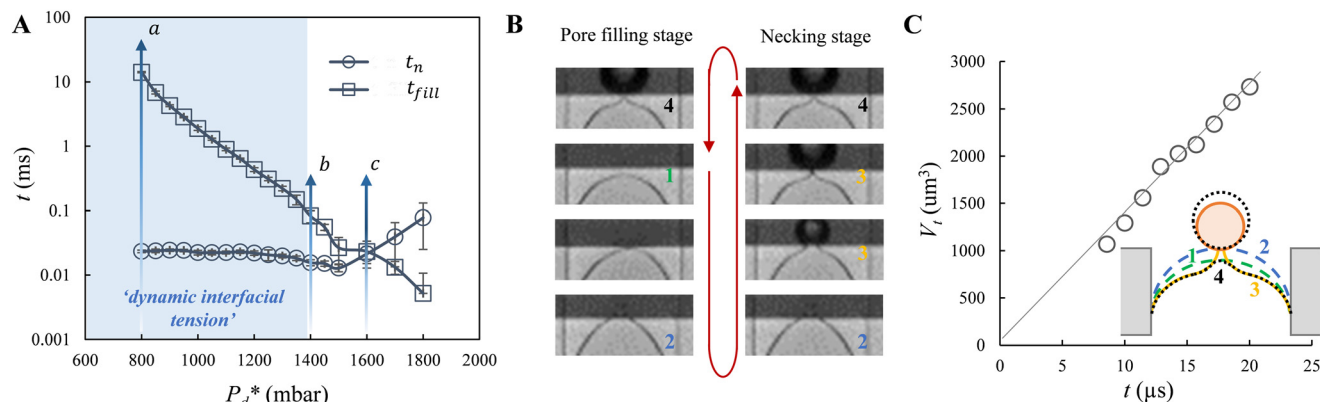 A
100
10
1
0.1
0.01
0.001
t (ms)
a
b
c
t_n
t_fill
‘dynamic interfacial
tension’
600 800 1000 1200 1400 1600 1800 2000
P_d* (mbar)
B
Pore filling stage
Necking stage
4
4
1
3
3
2
2
C
3000
2500
2000
1500
1000
500
0
V_t (um³)
1
2
3
4
0 5 10 15 20 25
t (µs)